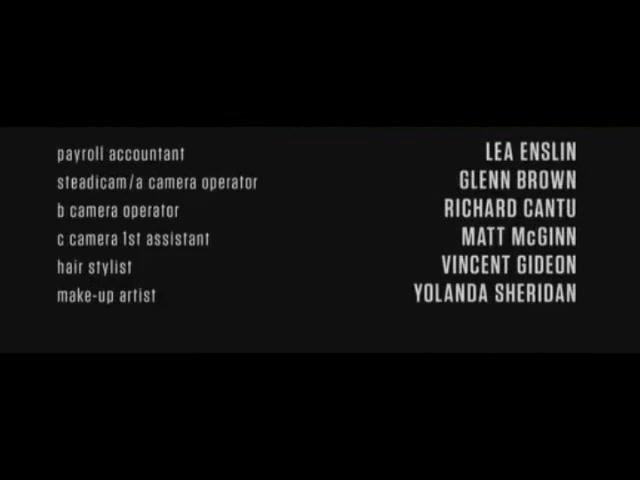 payroll accountant LEA ENSLIN
steadicam/a camera operator GLENN BROWN
b camera operator RICHARD CANTU
c camera 1st assistant MATT McGINN
hair stylist VINCENT GIDEON
make-up artist YOLANDA SHERIDAN